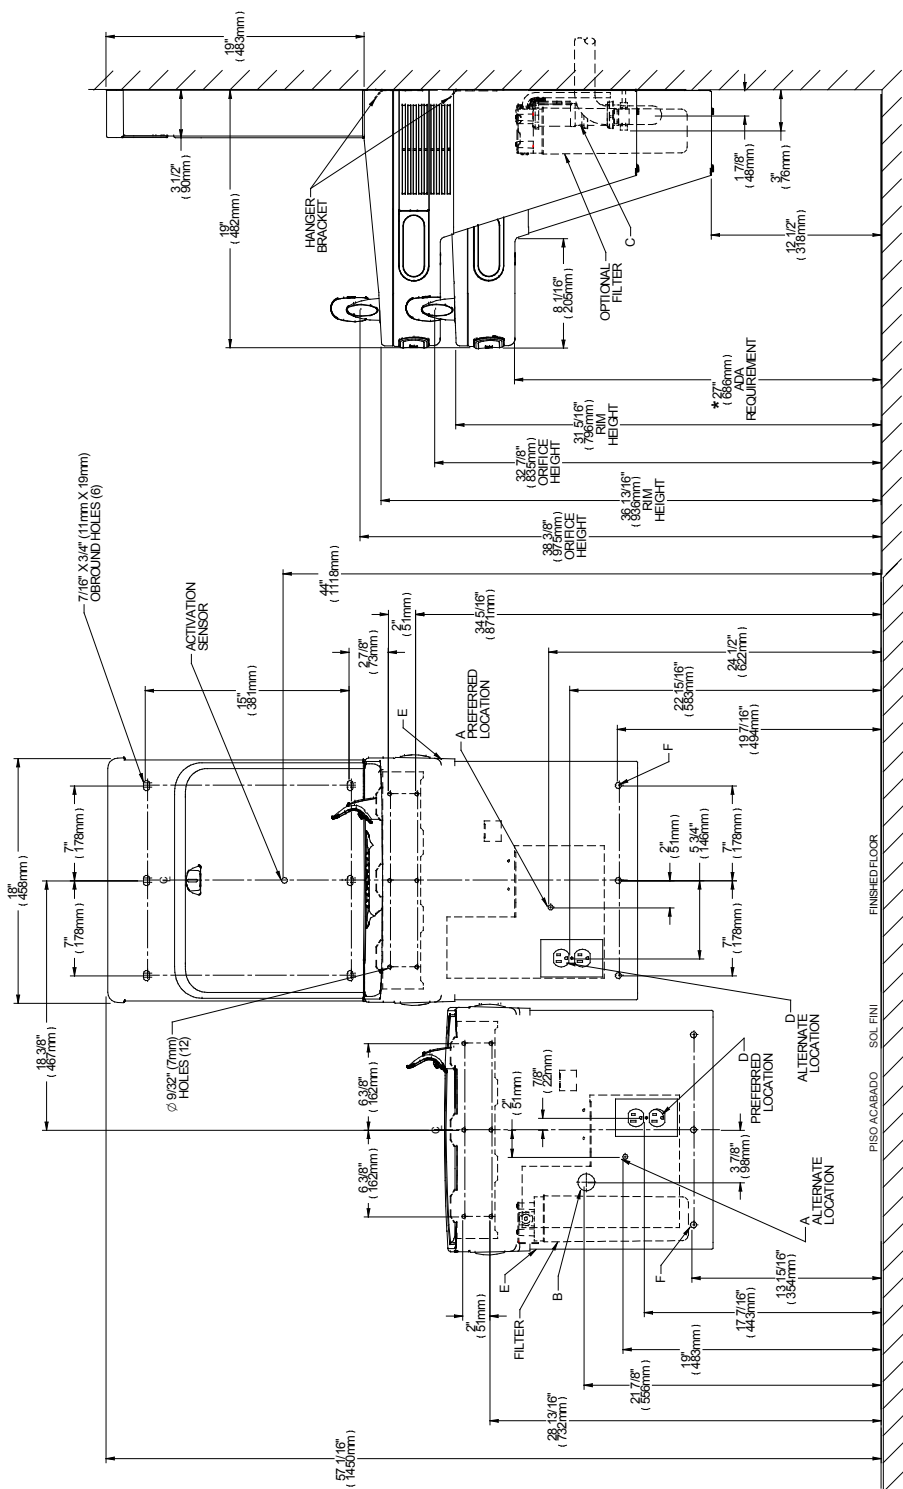 57 1/16"
( 1450mm)
28 13/16"
( 732mm)
21 7/8"
( 556mm)
19"
( 483mm)
17 7/16"
( 443mm)
13 15/16"
( 354mm)
18 3/8"
( 467mm)
18"
( 458mm)
7"
( 178mm)
7"
( 178mm)
7/16" X 3/4" (11mm X 19mm)
OBROUND HOLES (6)
ACTIVATION
SENSOR
15"
( 381mm)
2 7/8"
( 73mm)
2"
( 51mm)
44"
( 1118mm)
34 5/16"
( 871mm)
Ø 9/32" (7mm)
HOLES (12)
6 3/8"
( 162mm)
6 3/8"
( 162mm)
2"
( 51mm)
2"
( 51mm)
7/8"
( 22mm)
FILTER
E
B
F
A
ALTERNATE
LOCATION
3 7/8"
( 98mm)
D
PREFERRED
LOCATION
D
ALTERNATE
LOCATION
E
A
PREFERRED
LOCATION
24 1/2"
( 622mm)
22 15/16"
( 583mm)
19 7/16"
( 494mm)
F
2"
( 51mm)
5 3/4"
( 146mm)
7"
( 178mm)
7"
( 178mm)
19"
( 483mm)
3 1/2"
( 90mm)
19"
( 482mm)
HANGER
BRACKET
38 3/8"
( 975mm)
ORIFICE
HEIGHT
36 13/16"
( 936mm)
RIM
HEIGHT
32 7/8"
( 835mm)
ORIFICE
HEIGHT
31 5/16"
( 796mm)
RIM
HEIGHT
*27"
( 686mm)
ADA
REQUIREMENT
8 1/16"
( 205mm)
OPTIONAL
FILTER
C
1 7/8"
( 48mm)
3"
( 76mm)
12 1/2"
( 318mm)
PISO ACABADO SOL FINI FINISHED FLOOR